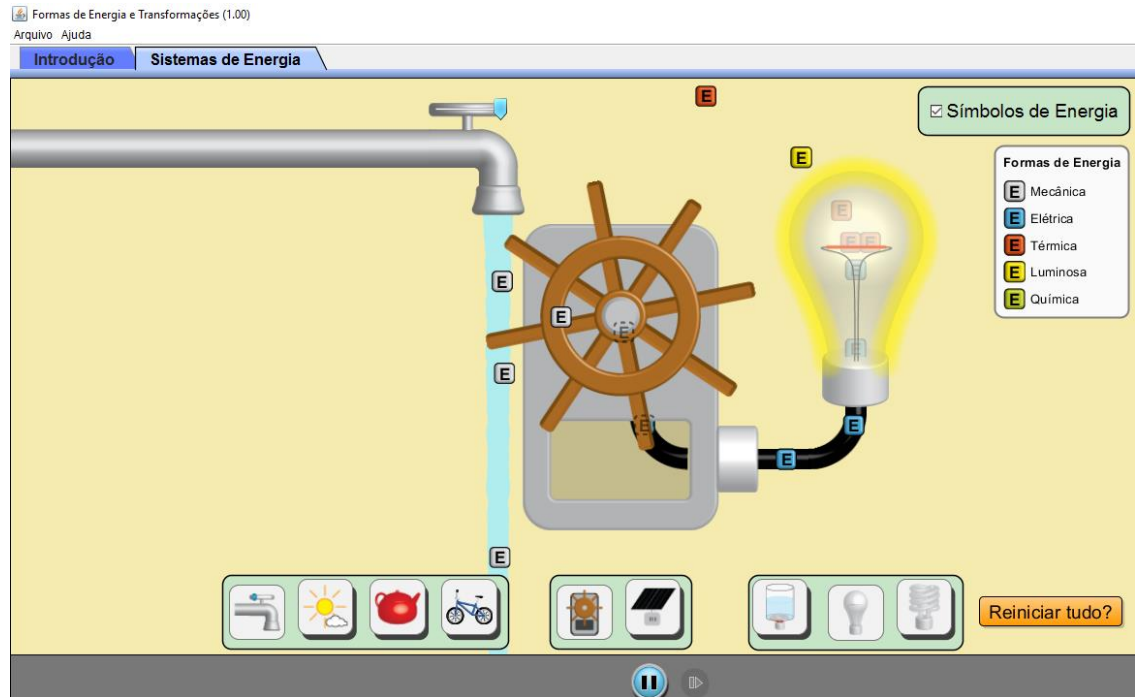 Formas de Energia e Transformações (1.00)
Arquivo Ajuda
Introdução Sistemas de Energia
E
Símbolos de Energia
E
Formas de Energia
E Mecânica
E Elétrica
E Térmica
E Luminosa
E Química
E
E E
E
E
E
E
E
E
E
E
E
E
E
Reiniciar tudo?